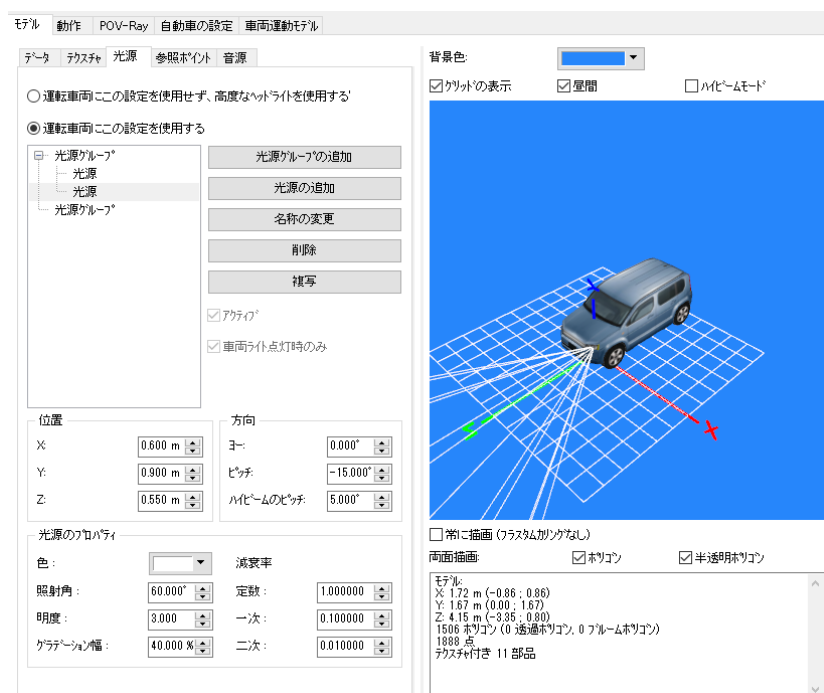 モデル 動作 POV-Ray 自動車の設定 車両運動モデル
データ テクスチャ 光源 参照ポイント 音源
運転車両にこの設定を使用せず、高度なヘッドライトを使用する'
運転車両にこの設定を使用する
光源グループ
光源
光源
光源グループ
光源グループの追加
光源の追加
名称の変更
削除
複写
アクティブ
車両ライト点灯時のみ
位置
X: 0.600 m
Y: 0.900 m
Z: 0.550 m
方向
ヨー: 0.000°
ピッチ: -15.000°
ハイビームのピッチ: 5.000°
光源のプロパティ
色: 減衰率
照射角: 60.000° 定数: 1.000000
明度: 3.000 一次: 0.100000
グラデーション幅: 40.000 % 二次: 0.010000
背景色:
グリッドの表示 昼間 ハイビームモード
X
常に描画 (フラスタムカリングなし)
両面描画: ポリゴン 半透明ポリゴン
モデル:
X: 1.72 m (-0.86 ; 0.86)
Y: 1.67 m (0.00 ; 1.67)
Z: 4.15 m (-3.35 ; 0.80)
1506 ポリゴン (0 透過ポリゴン, 0 ブルームポリゴン)
1888 点
テクスチャ付き 11 部品